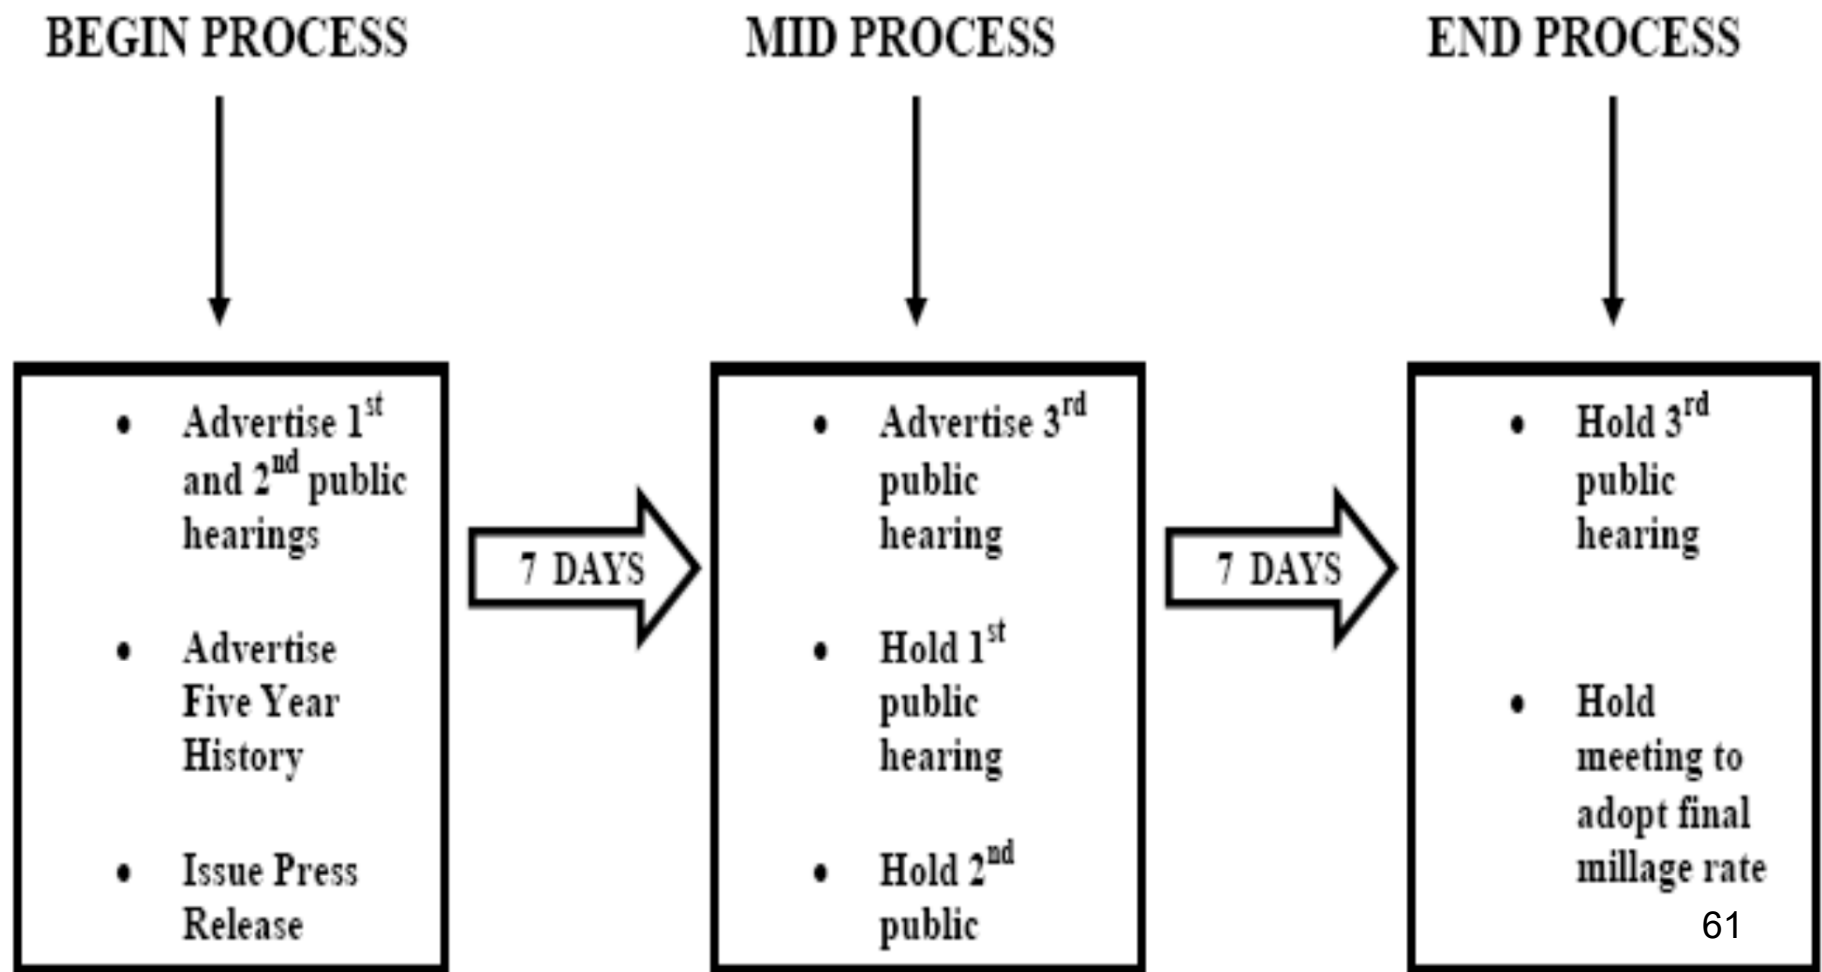 BEGIN PROCESS
MID PROCESS
END PROCESS
• Advertise 1st
and 2nd public
hearings
• Advertise
Five Year
History
• Issue Press
Release
7 DAYS
• Advertise 3rd
public
hearing
• Hold 1st
public
hearing
• Hold 2nd
public
7 DAYS
• Hold 3rd
public
hearing
• Hold
meeting to
adopt final
millage rate
61